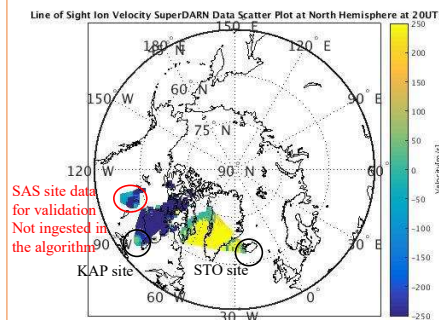 Line of Sight Ion Velocity SuperDARN Data Scatter Plot at North Hemisphere at 20UT
150° E
180° E
45° N
120° E
150° W
60° N
90° E
75° N
120° W
90° N
60°
SAS site data
for validation
Not ingested in
the algorithm
90° W
KAP site
STO site
60° W
30° W
0°
30°
250
200
150
100
50
0
-50
-100
-150
-200
-250